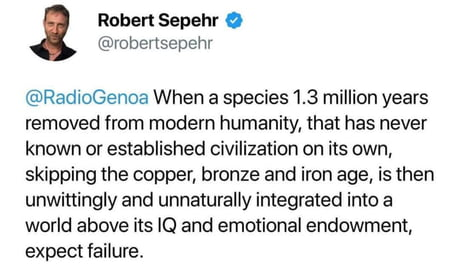 Robert Sepehr
@robertsepehr
@RadioGenoa When a species 1.3 million years
removed from modern humanity, that has never
known or established civilization on its own,
skipping the copper, bronze and iron age, is then
unwittingly and unnaturally integrated into a
world above its IQ and emotional endowment,
expect failure.